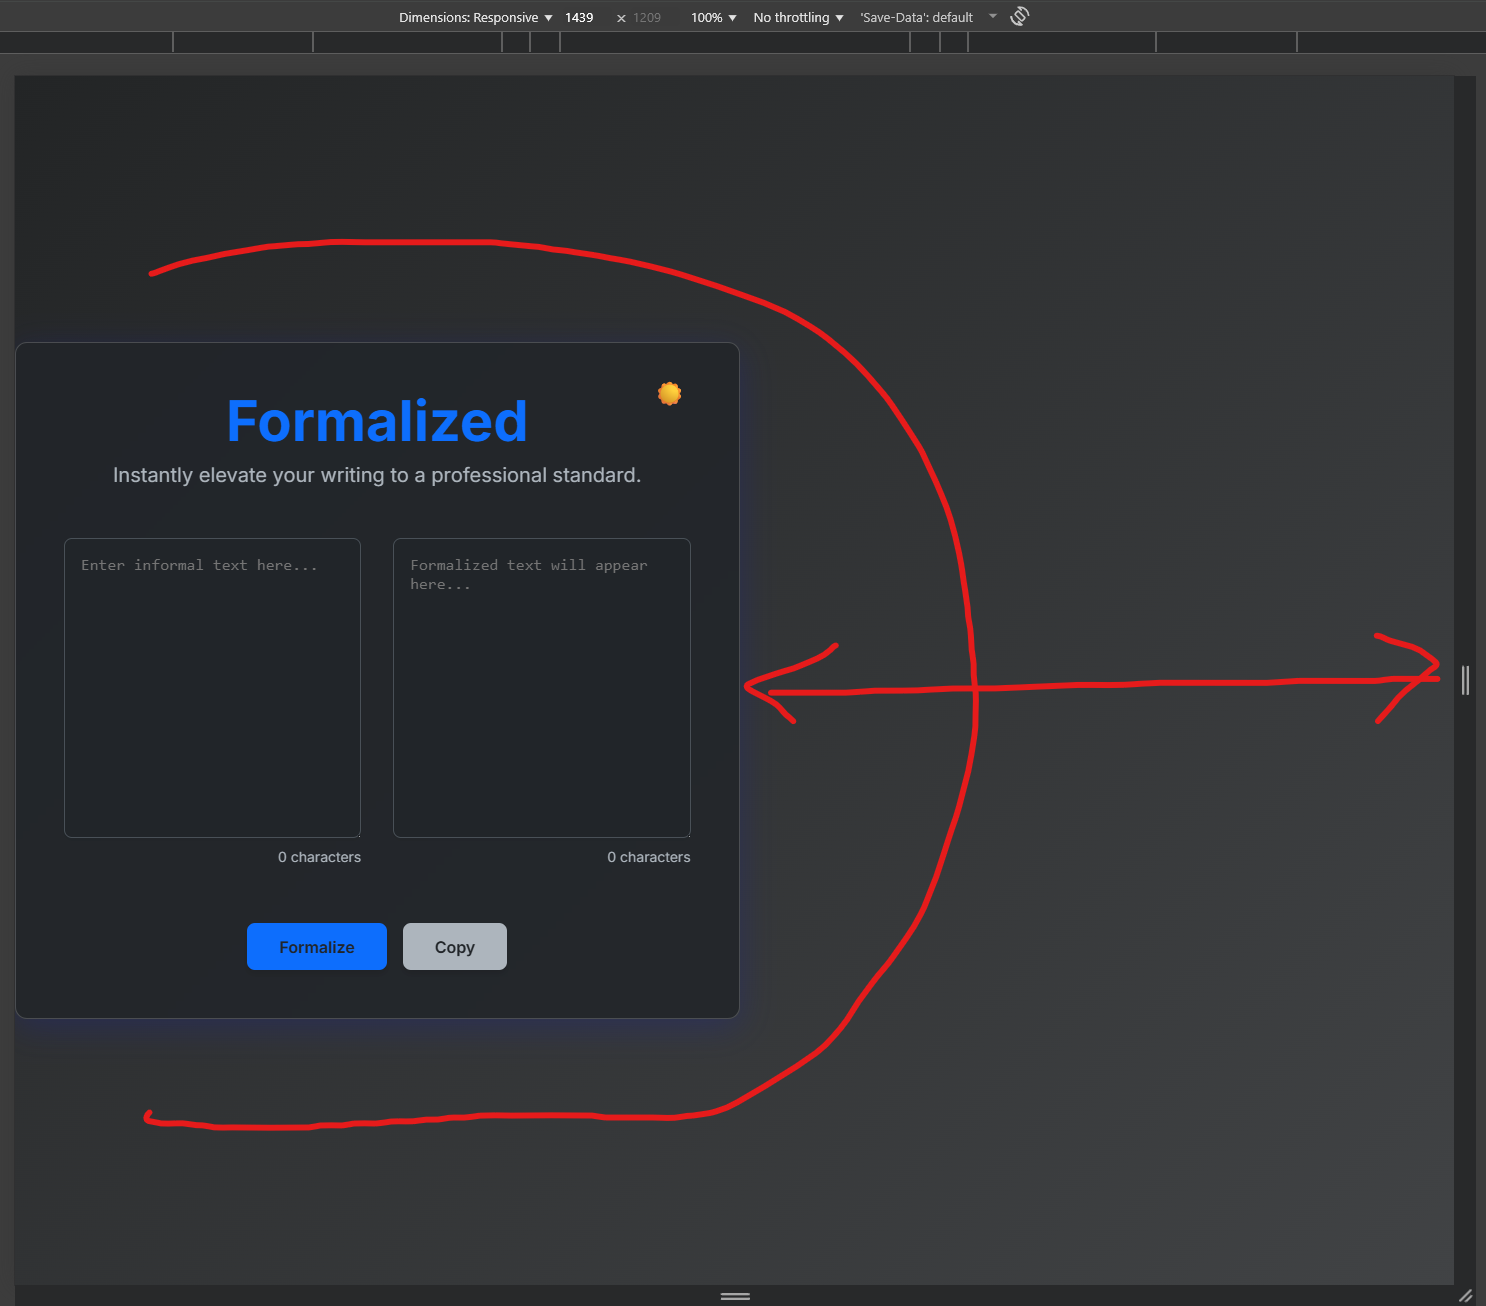 Dimensions: Responsive ▼ 1439 × 1209 100% ▼ No throttling ▼ 'Save-Data': default
Formalized
Instantly elevate your writing to a professional standard.
Enter informal text here...
Formalized text will appear
here...
0 characters
0 characters
Formalize
Copy